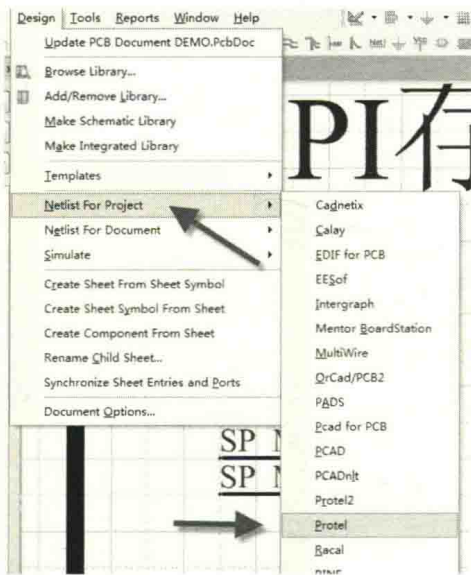 Design Tools Reports Window Help
Update PCB Document DEMO.PcbDoc
Browse Library...
Add/Remove Library...
Make Schematic Library
Make Integrated Library
Templates
Netlist For Project
Netlist For Document
Simulate
Create Sheet From Sheet Symbol
Create Sheet Symbol From Sheet
Create Component From Sheet
Rename Child Sheet...
Synchronize Sheet Entries and Ports
Document Options...
PI存
Cadnetix
Calay
EDIF for PCB
EESof
Intergraph
Mentor BoardStation
MultiWire
OrCad/PCB2
PADS
Pcad for PCB
PCAD
PCADnlt
Protel2
Protel
Racal
RINF
SP
SP